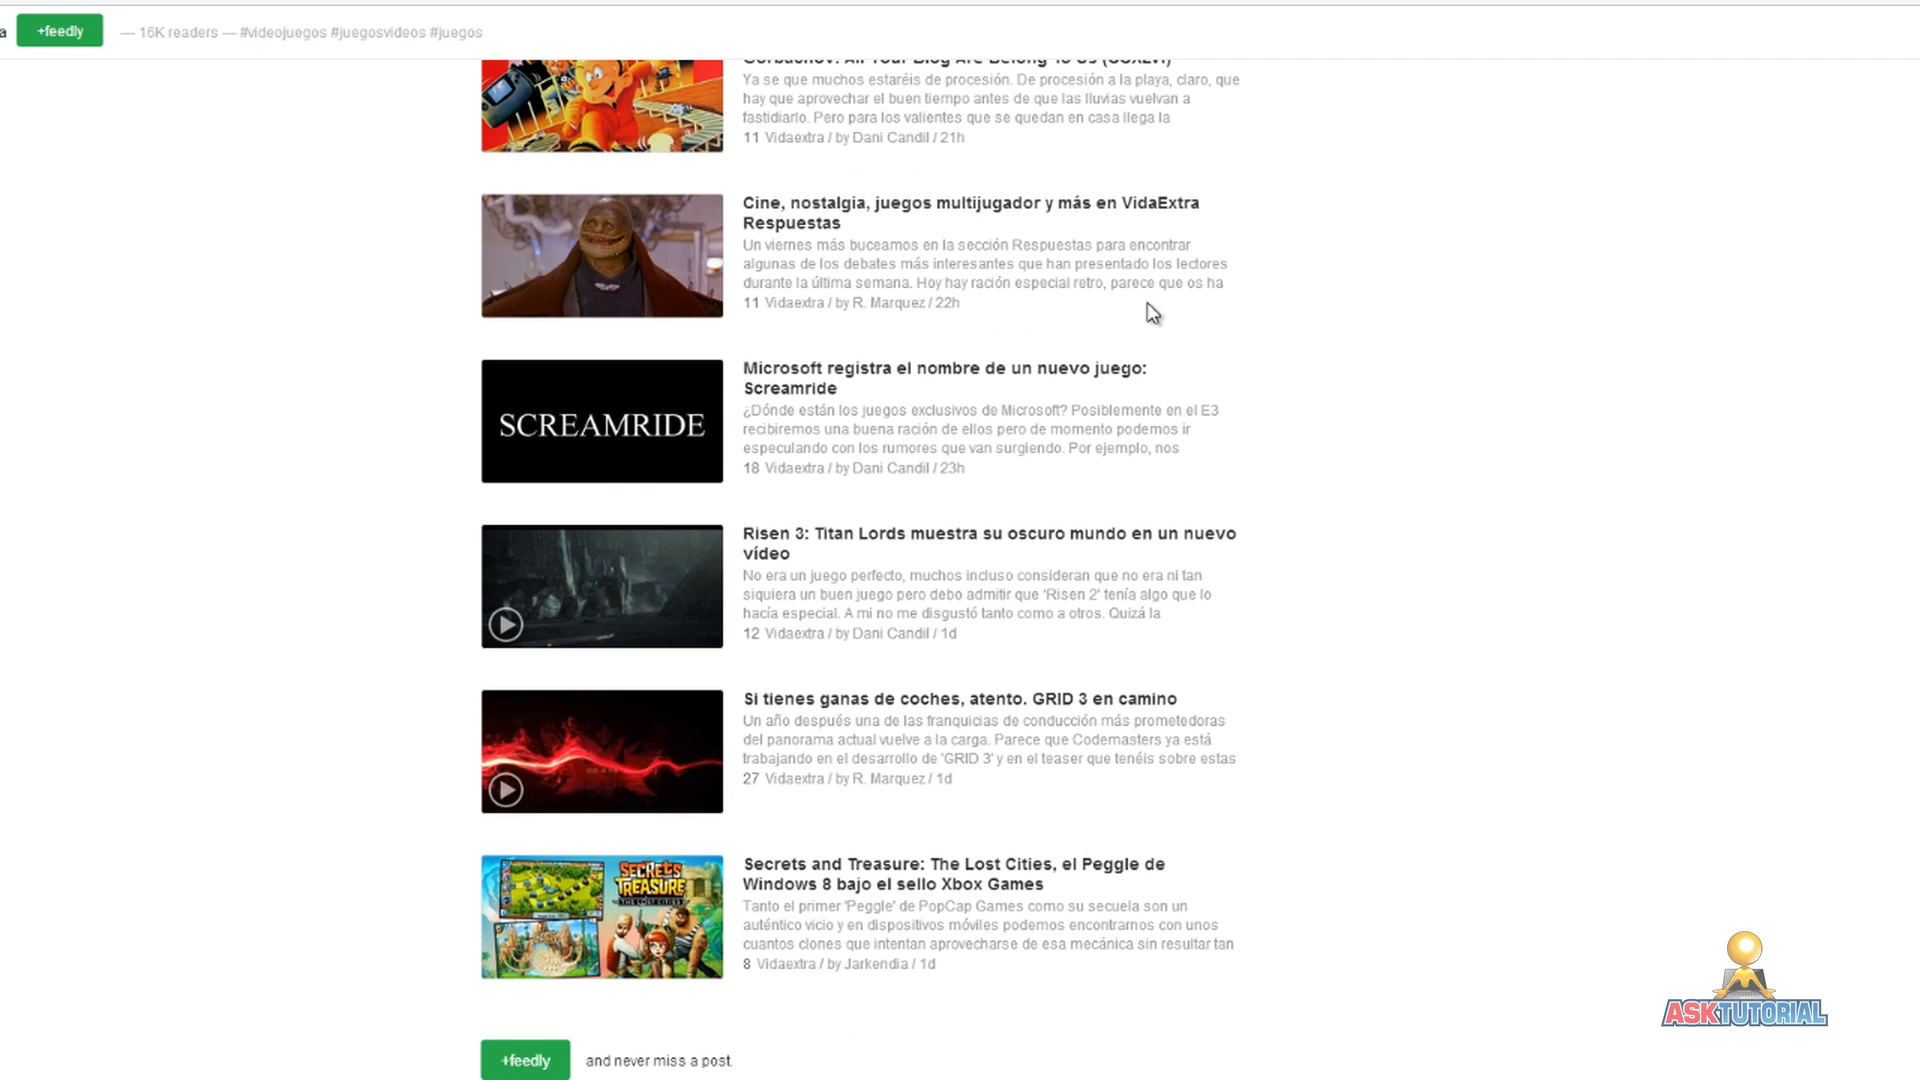 a +feedly — 16K readers — #videojuegos #juegosvideos #juegos
Gorbachov: All Your Blog Are Belong To Us (CCXLVI)
Ya se que muchos estaréis de procesión. De procesión a la playa, claro, que
hay que aprovechar el buen tiempo antes de que las lluvias vuelvan a
fastidiarlo. Pero para los valientes que se quedan en casa llega la
11 Vidaextra / by Dani Candil / 21h
Cine, nostalgia, juegos multijugador y más en VidaExtra
Respuestas
Un viernes más buceamos en la sección Respuestas para encontrar
algunas de los debates más interesantes que han presentado los lectores
durante la última semana. Hoy hay ración especial retro, parece que os ha
11 Vidaextra / by R. Marquez / 22h
SCREAMRIDE
Microsoft registra el nombre de un nuevo juego:
Screamride
¿Dónde están los juegos exclusivos de Microsoft? Posiblemente en el E3
recibiremos una buena ración de ellos pero de momento podemos ir
especulando con los rumores que van surgiendo. Por ejemplo, nos
18 Vidaextra / by Dani Candil / 23h
Risen 3: Titan Lords muestra su oscuro mundo en un nuevo
vídeo
No era un juego perfecto, muchos incluso consideran que no era ni tan
siquiera un buen juego pero debo admitir que 'Risen 2' tenía algo que lo
hacía especial. A mi no me disgustó tanto como a otros. Quizá la
12 Vidaextra / by Dani Candil / 1d
Si tienes ganas de coches, atento. GRID 3 en camino
Un año después una de las franquicias de conducción más prometedoras
del panorama actual vuelve a la carga. Parece que Codemasters ya está
trabajando en el desarrollo de 'GRID 3' y en el teaser que tenéis sobre estas
27 Vidaextra / by R. Marquez / 1d
SECRETS
TREASURE
THE LOST CITIES
Secrets and Treasure: The Lost Cities, el Peggle de
Windows 8 bajo el sello Xbox Games
Tanto el primer 'Peggle' de PopCap Games como su secuela son un
auténtico vicio y en dispositivos móviles podemos encontrarnos con unos
cuantos clones que intentan aprovecharse de esa mecánica sin resultar tan
8 Vidaextra / by Jarkendia / 1d
ASKTUTORIAL
+feedly and never miss a post.